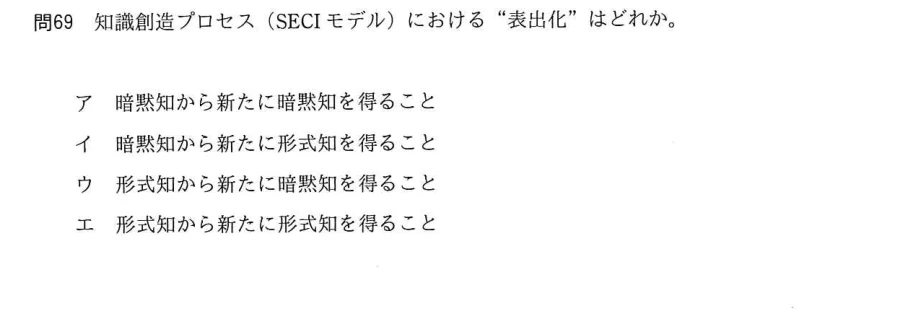 問69 知識創造プロセス（SECI モデル）における“表出化”はどれか。
ア 暗黙知から新たに暗黙知を得ること
イ 暗黙知から新たに形式知を得ること
ウ 形式知から新たに暗黙知を得ること
エ 形式知から新たに形式知を得ること